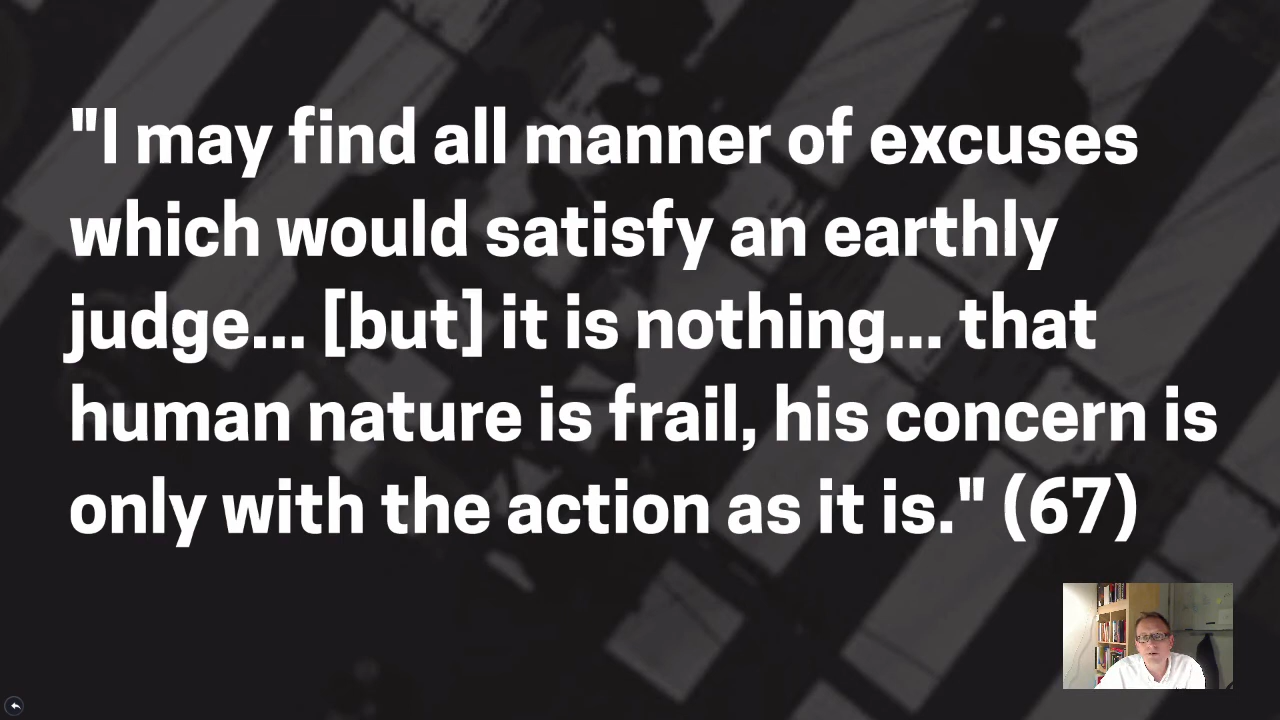 "I may find all manner of excuses
which would satisfy an earthly
judge... [but] it is nothing... that
human nature is frail, his concern is
only with the action as it is." (67)